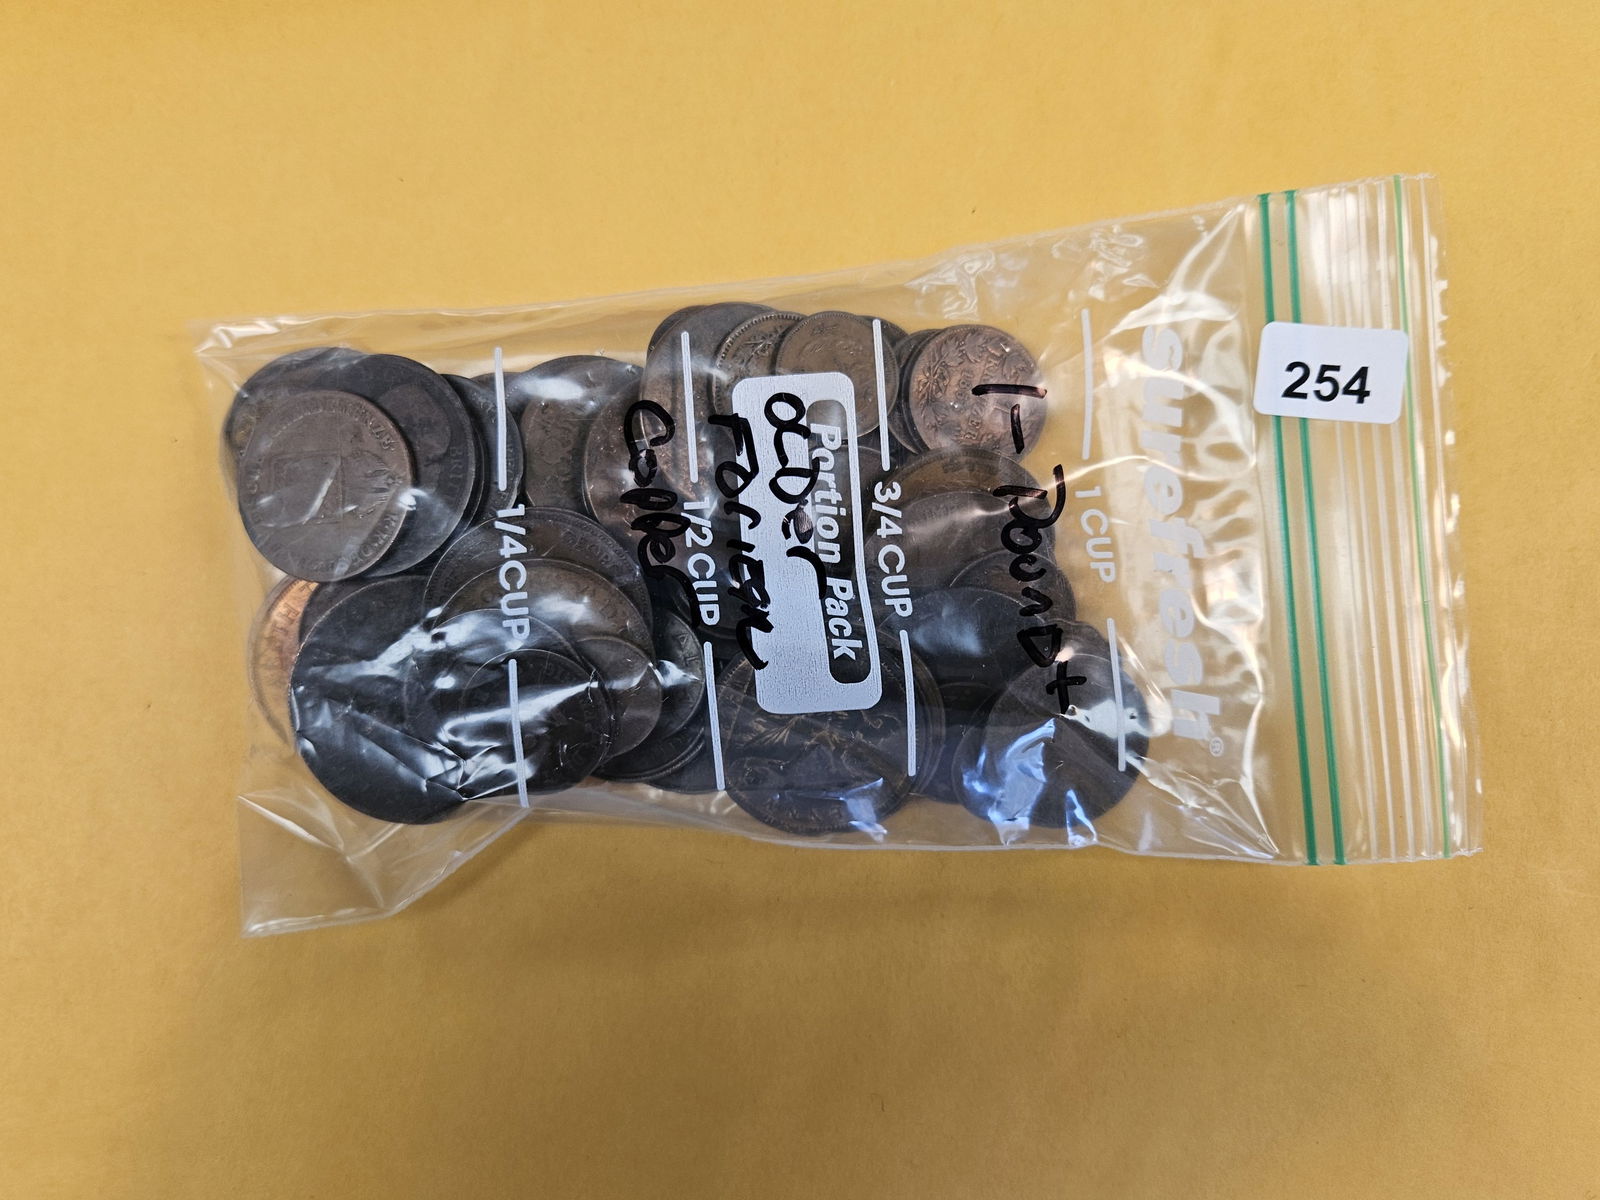 254
surefresh®
1 CUP
3/4 CUP
1/2 CUP
1/4 CUP
Portion Pack
1- Pound +
OLDer
Foriegn
Copper